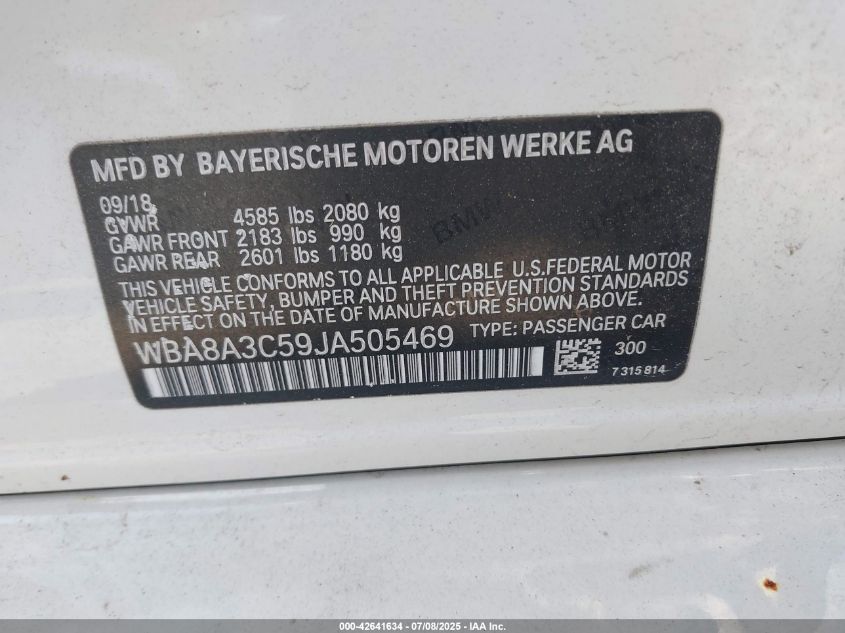 MFD BY BAYERISCHE MOTOREN WERKE AG
09/18
GVWR 4585 lbs 2080 kg
GAWR FRONT 2183 lbs 990 kg
GAWR REAR 2601 lbs 1180 kg
THIS VEHICLE CONFORMS TO ALL APPLICABLE U.S.FEDERAL MOTOR
VEHICLE SAFETY, BUMPER AND THEFT PREVENTION STANDARDS
IN EFFECT ON THE DATE OF MANUFACTURE SHOWN ABOVE.
WBA8A3C59JA505469 TYPE: PASSENGER CAR
300
7 315 814
000-42641634 - 07/08/2025 - IAA Inc.